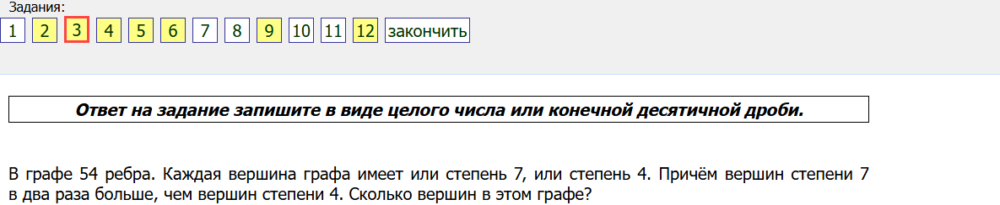 Задания:
1 2 3 4 5 6 7 8 9 10 11 12 закончить
Ответ на задание запишите в виде целого числа или конечной десятичной дроби.
В графе 54 ребра. Каждая вершина графа имеет или степень 7, или степень 4. Причём вершин степени 7
в два раза больше, чем вершин степени 4. Сколько вершин в этом графе?